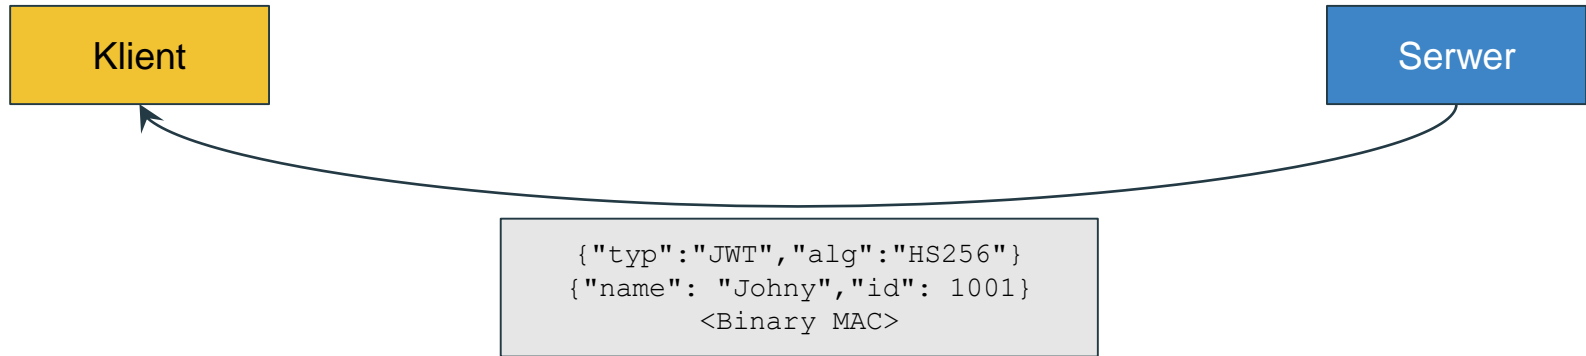 Klient
Serwer
{"typ":"JWT","alg":"HS256"}
{"name": "Johny","id": 1001}
<Binary MAC>